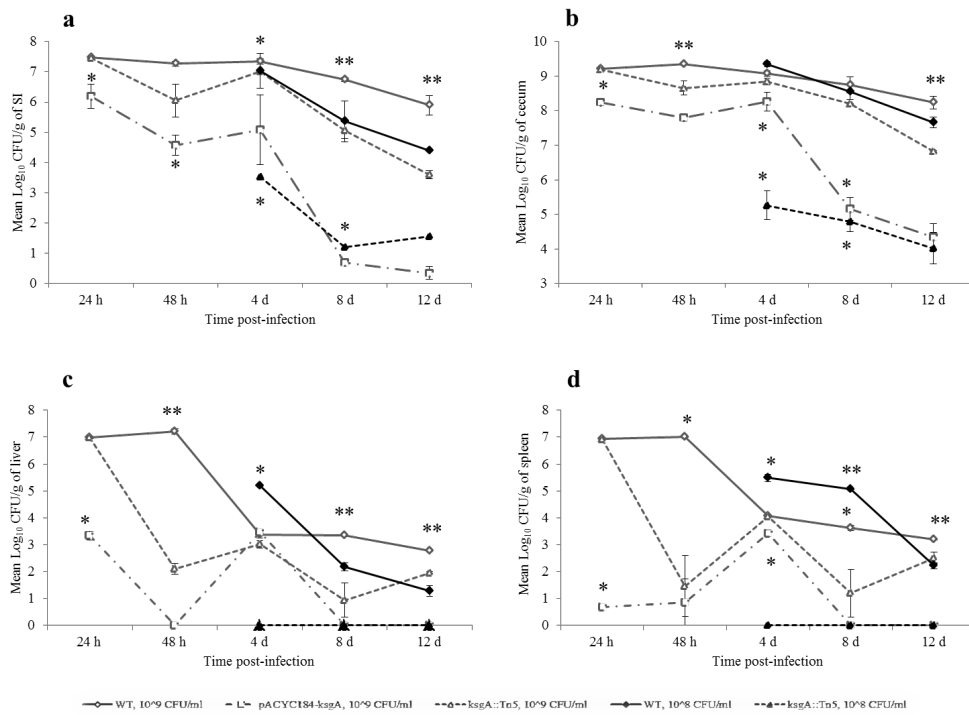 a
8
7
6
5
4
3
2
1
0
Mean Log10 CFU/g of SI
24 h 48 h 4 d 8 d 12 d
Time post-infection
* * * * * ** * **
b
10
9
8
7
6
5
4
3
Mean Log10 CFU/g of cecum
24 h 48 h 4 d 8 d 12 d
Time post-infection
* ** * * * * **
c
8
7
6
5
4
3
2
1
0
Mean Log10 CFU/g of liver
24 h 48 h 4 d 8 d 12 d
Time post-infection
* ** * ** **
d
8
7
6
5
4
3
2
1
0
Mean Log10 CFU/g of spleen
24 h 48 h 4 d 8 d 12 d
Time post-infection
* * * * ** * **
WT, 10^9 CFU/ml pACYC184-ksgA, 10^9 CFU/ml ksgA::Tn5, 10^9 CFU/ml WT, 10^8 CFU/ml ksgA::Tn5, 10^8 CFU/ml